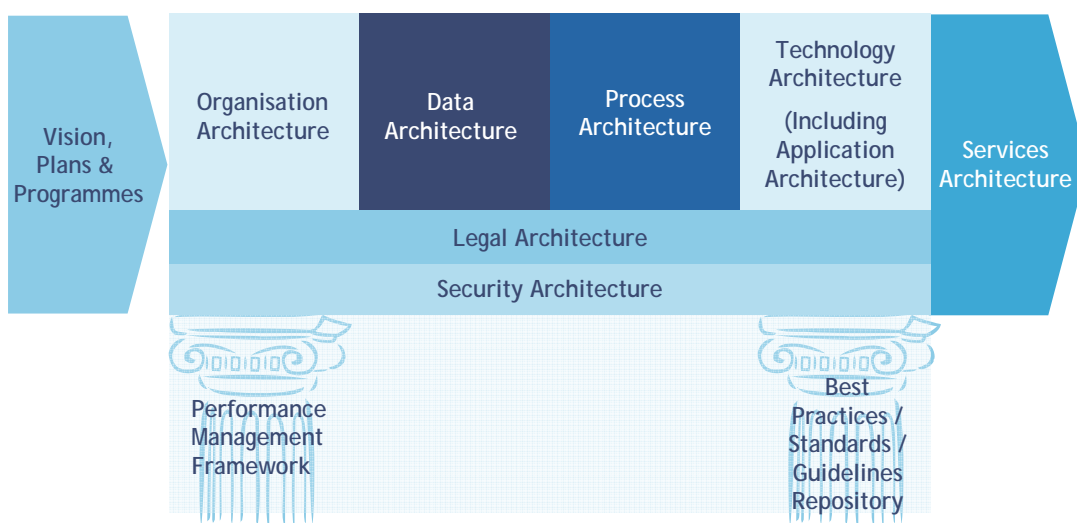 Vision,
Plans &
Programmes
Organisation
Architecture
Data
Architecture
Process
Architecture
Technology
Architecture
(Including
Application
Architecture)
Services
Architecture
Legal Architecture
Security Architecture
Performance
Management
Framework
Best
Practices /
Standards /
Guidelines
Repository